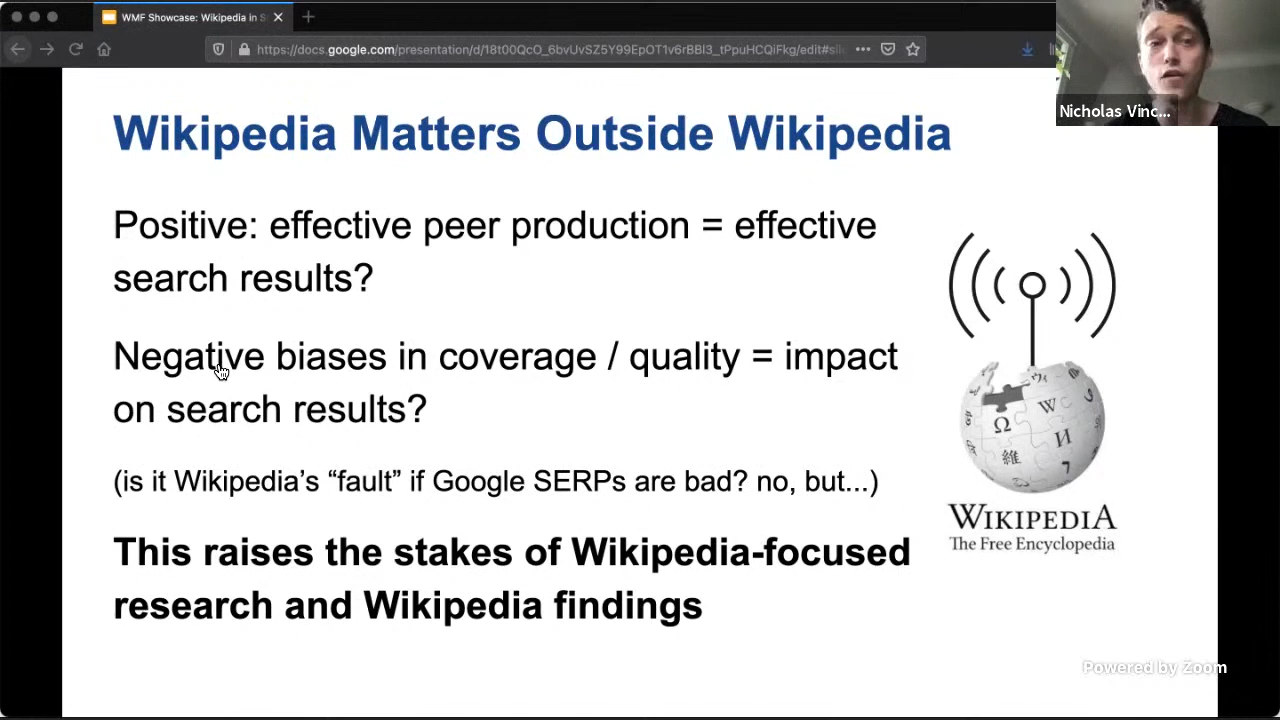 WMF Showcase: Wikipedia in S
https://docs.google.com/presentation/d/18t00QcO_6bvUvSZ5Y99EpOT1v6rBBI3_tPpuHCQiFkg/edit#sli
Nicholas Vinc...
Wikipedia Matters Outside Wikipedia
Positive: effective peer production = effective
search results?
Negative biases in coverage / quality = impact
on search results?
(is it Wikipedia’s “fault” if Google SERPs are bad? no, but...)
This raises the stakes of Wikipedia-focused
research and Wikipedia findings
Ω W И 維
WIKIPEDIA
The Free Encyclopedia
Powered by Zoom